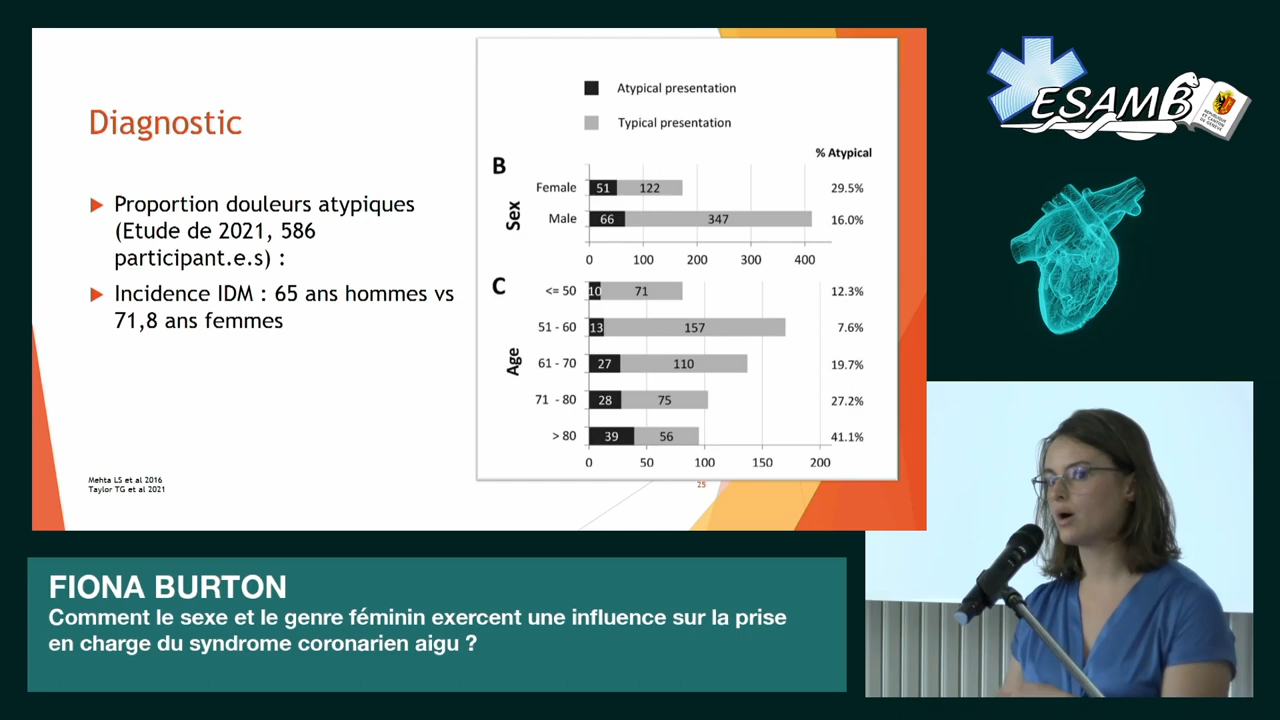 Diagnostic
Proportion douleurs atypiques
(Etude de 2021, 586
participant.e.s) :
Incidence IDM : 65 ans hommes vs
71,8 ans femmes
Mehta LS et al 2016
Taylor TG et al 2021
Atypical presentation
Typical presentation
% Atypical
B
Sex
Female 51 122 29.5%
Male 66 347 16.0%
0 100 200 300 400
C
Age
<= 50 10 71 12.3%
51 - 60 13 157 7.6%
61 - 70 27 110 19.7%
71 - 80 28 75 27.2%
> 80 39 56 41.1%
0 50 100 150 200
25
ESAMB
REPUBLIQUE
ET CANTON
DE GENEVE
FIONA BURTON
Comment le sexe et le genre féminin exercent une influence sur la prise
en charge du syndrome coronarien aigu ?